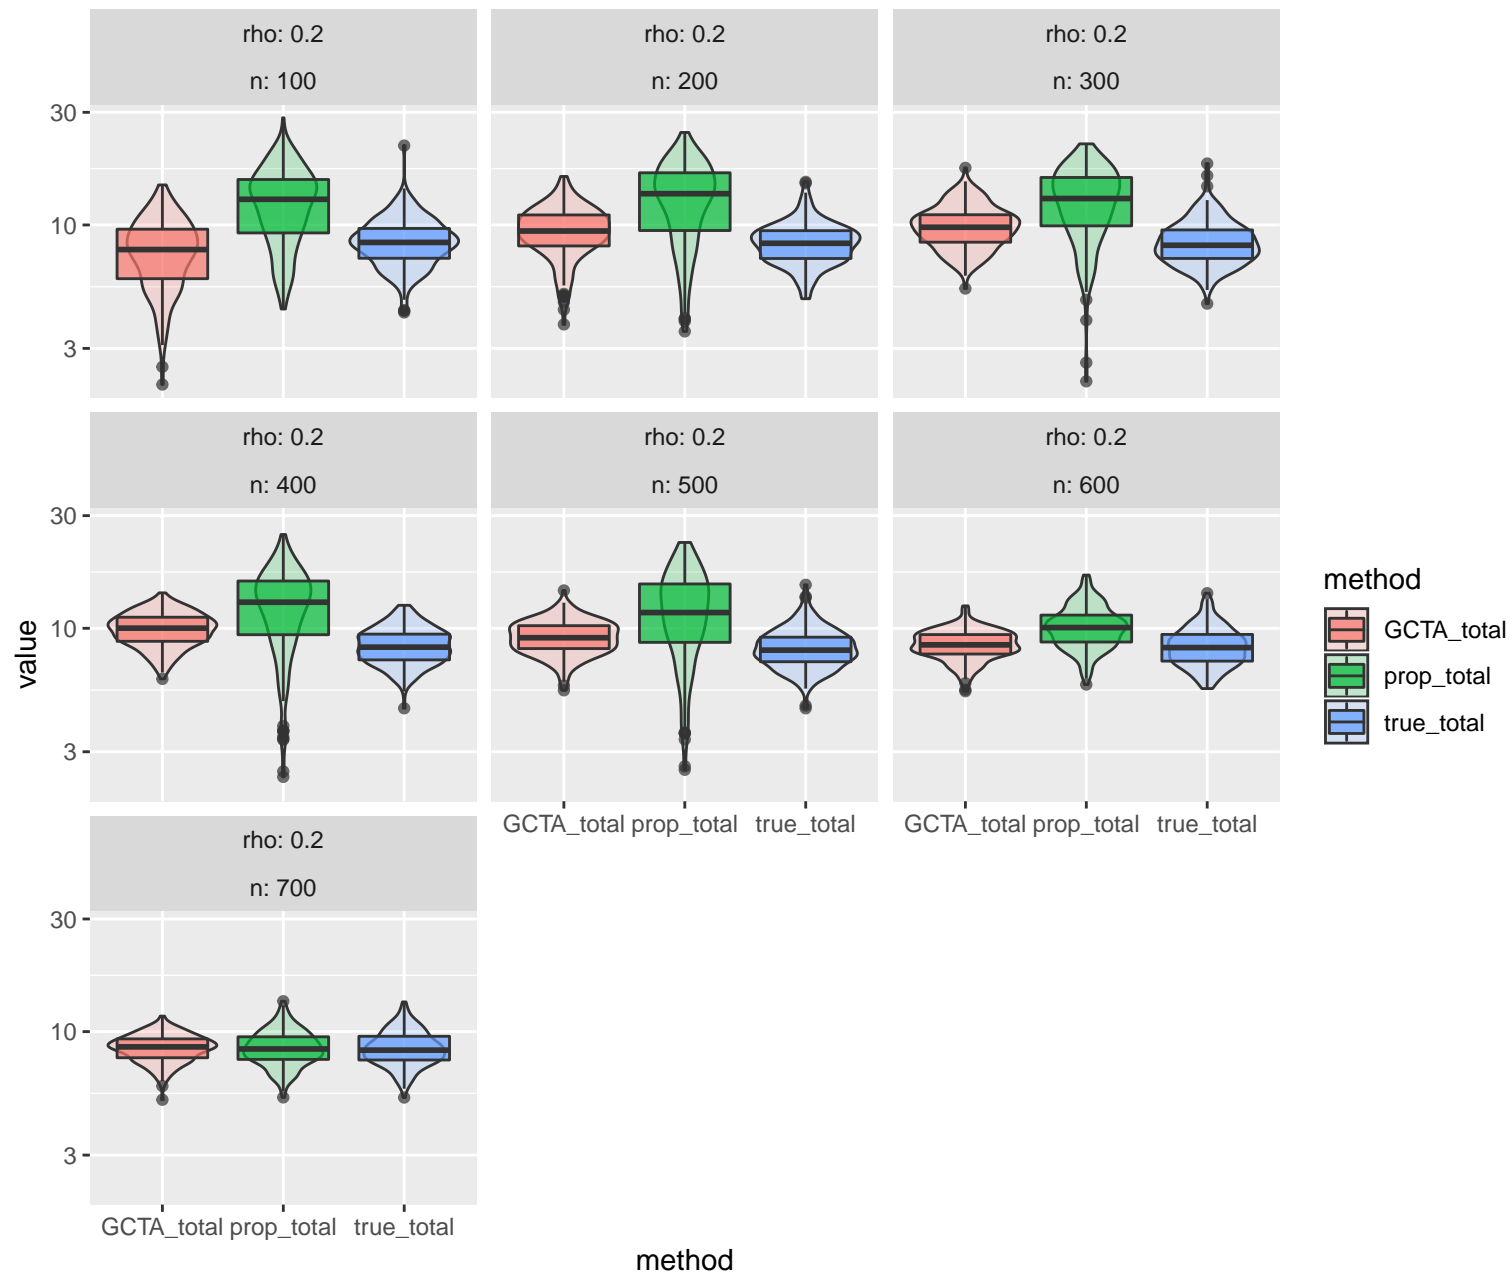 rho: 0.2
rho: 0.2
rho: 0.2
n: 100
n: 200
n: 300
30
10
3
rho: 0.2
rho: 0.2
rho: 0.2
n: 400
n: 500
n: 600
30
10
3
GCTA_total prop_total true_total
GCTA_total prop_total true_total
rho: 0.2
n: 700
30
10
3
GCTA_total prop_total true_total
value
method
method
GCTA_total
prop_total
true_total